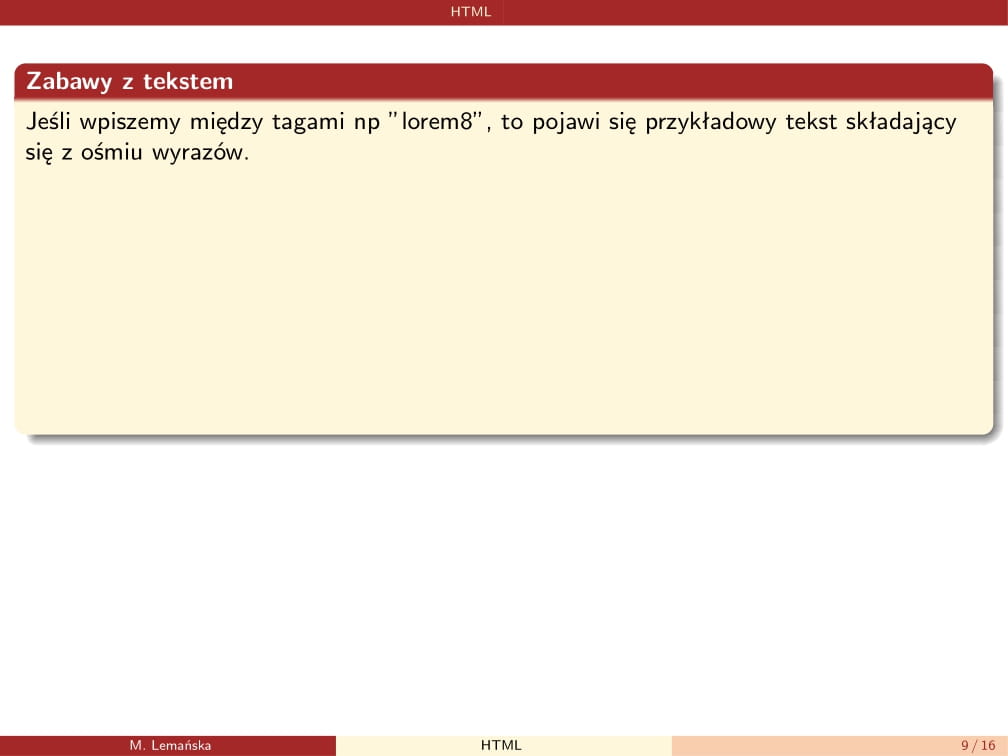 HTML
Zabawy z tekstem
Jeśli wpiszemy między tagami np ”lorem8”, to pojawi się przykładowy tekst składający
się z ośmiu wyrazów.
M. Lemańska
HTML
9 / 16